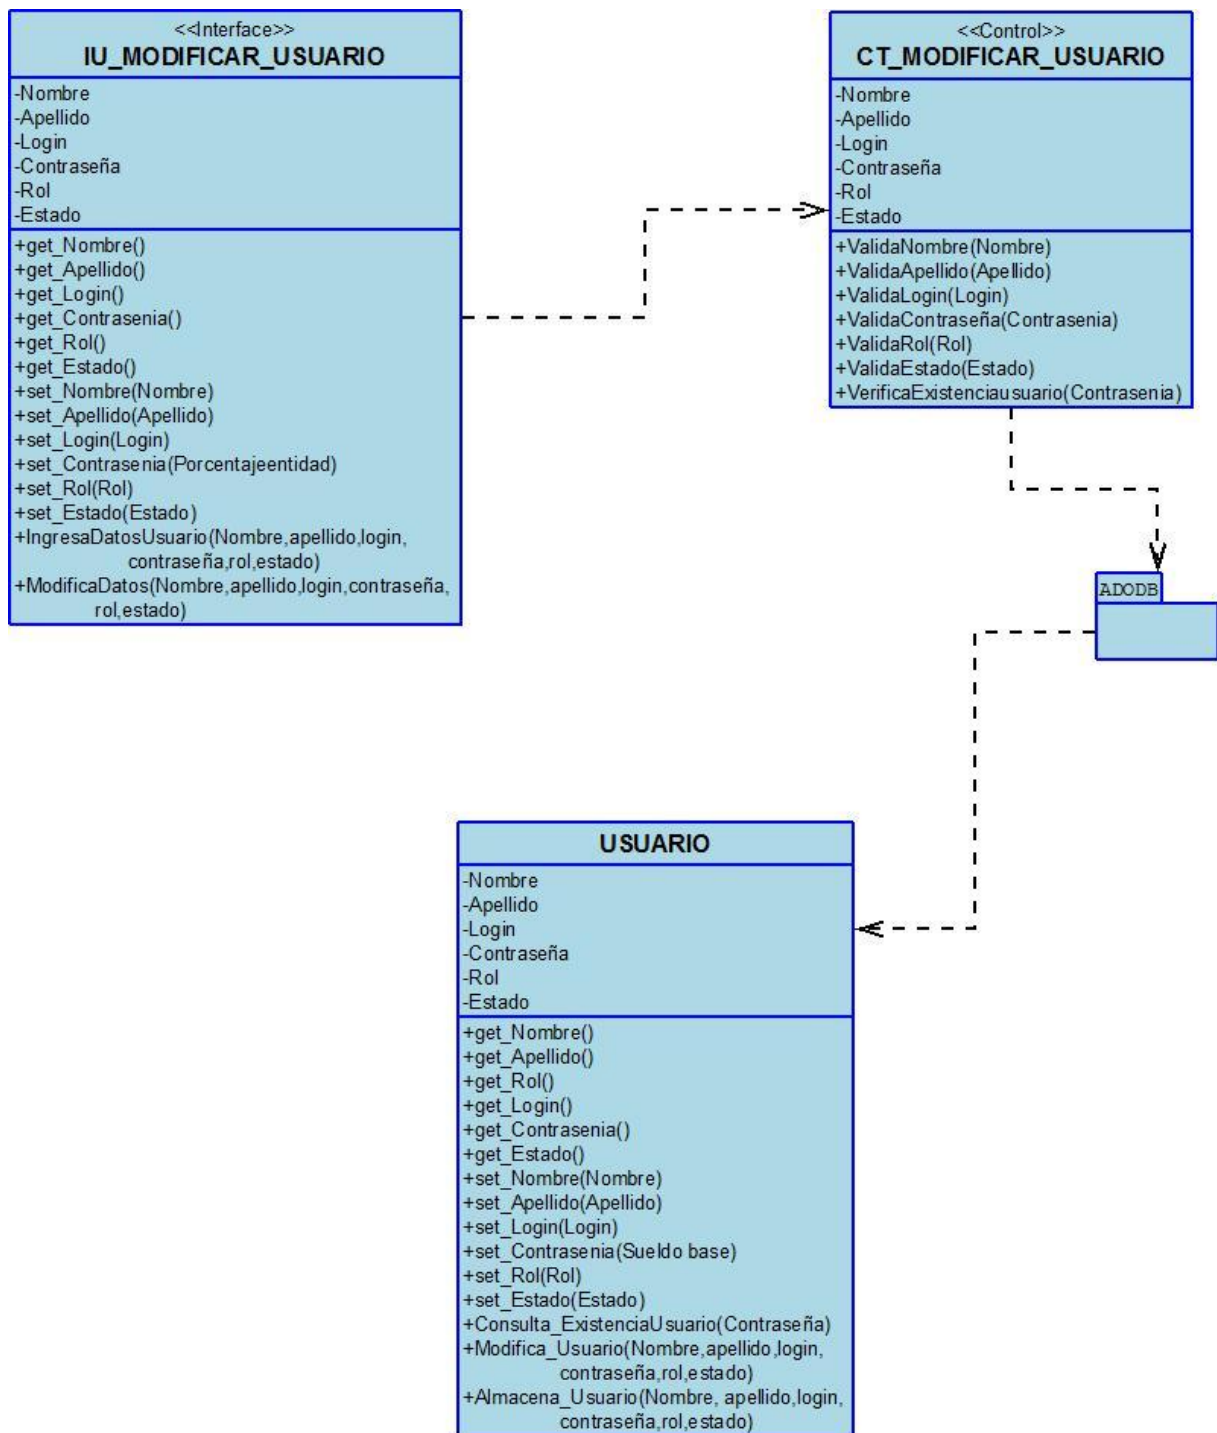 <<Interface>>
IU_MODIFICAR_USUARIO
-Nombre
-Apellido
-Login
-Contraseña
-Rol
-Estado
+get_Nombre()
+get_Apellido()
+get_Login()
+get_Contrasenia()
+get_Rol()
+get_Estado()
+set_Nombre(Nombre)
+set_Apellido(Apellido)
+set_Login(Login)
+set_Contrasenia(Porcentajeentidad)
+set_Rol(Rol)
+set_Estado(Estado)
+IngresaDatosUsuario(Nombre,apellido,login,
contraseña,rol,estado)
+ModificaDatos(Nombre,apellido,login,contraseña,
rol,estado)
<<Control>>
CT_MODIFICAR_USUARIO
-Nombre
-Apellido
-Login
-Contraseña
-Rol
-Estado
+ValidaNombre(Nombre)
+ValidaApellido(Apellido)
+ValidaLogin(Login)
+ValidaContraseña(Contrasenia)
+ValidaRol(Rol)
+ValidaEstado(Estado)
+VerificaExistenciausuario(Contrasenia)
ADODB
USUARIO
-Nombre
-Apellido
-Login
-Contraseña
-Rol
-Estado
+get_Nombre()
+get_Apellido()
+get_Rol()
+get_Login()
+get_Contrasenia()
+get_Estado()
+set_Nombre(Nombre)
+set_Apellido(Apellido)
+set_Login(Login)
+set_Contrasenia(Sueldo base)
+set_Rol(Rol)
+set_Estado(Estado)
+Consulta_ExistenciaUsuario(Contraseña)
+Modifica_Usuario(Nombre,apellido,login,
contraseña,rol,estado)
+Almacena_Usuario(Nombre, apellido,login,
contraseña,rol,estado)